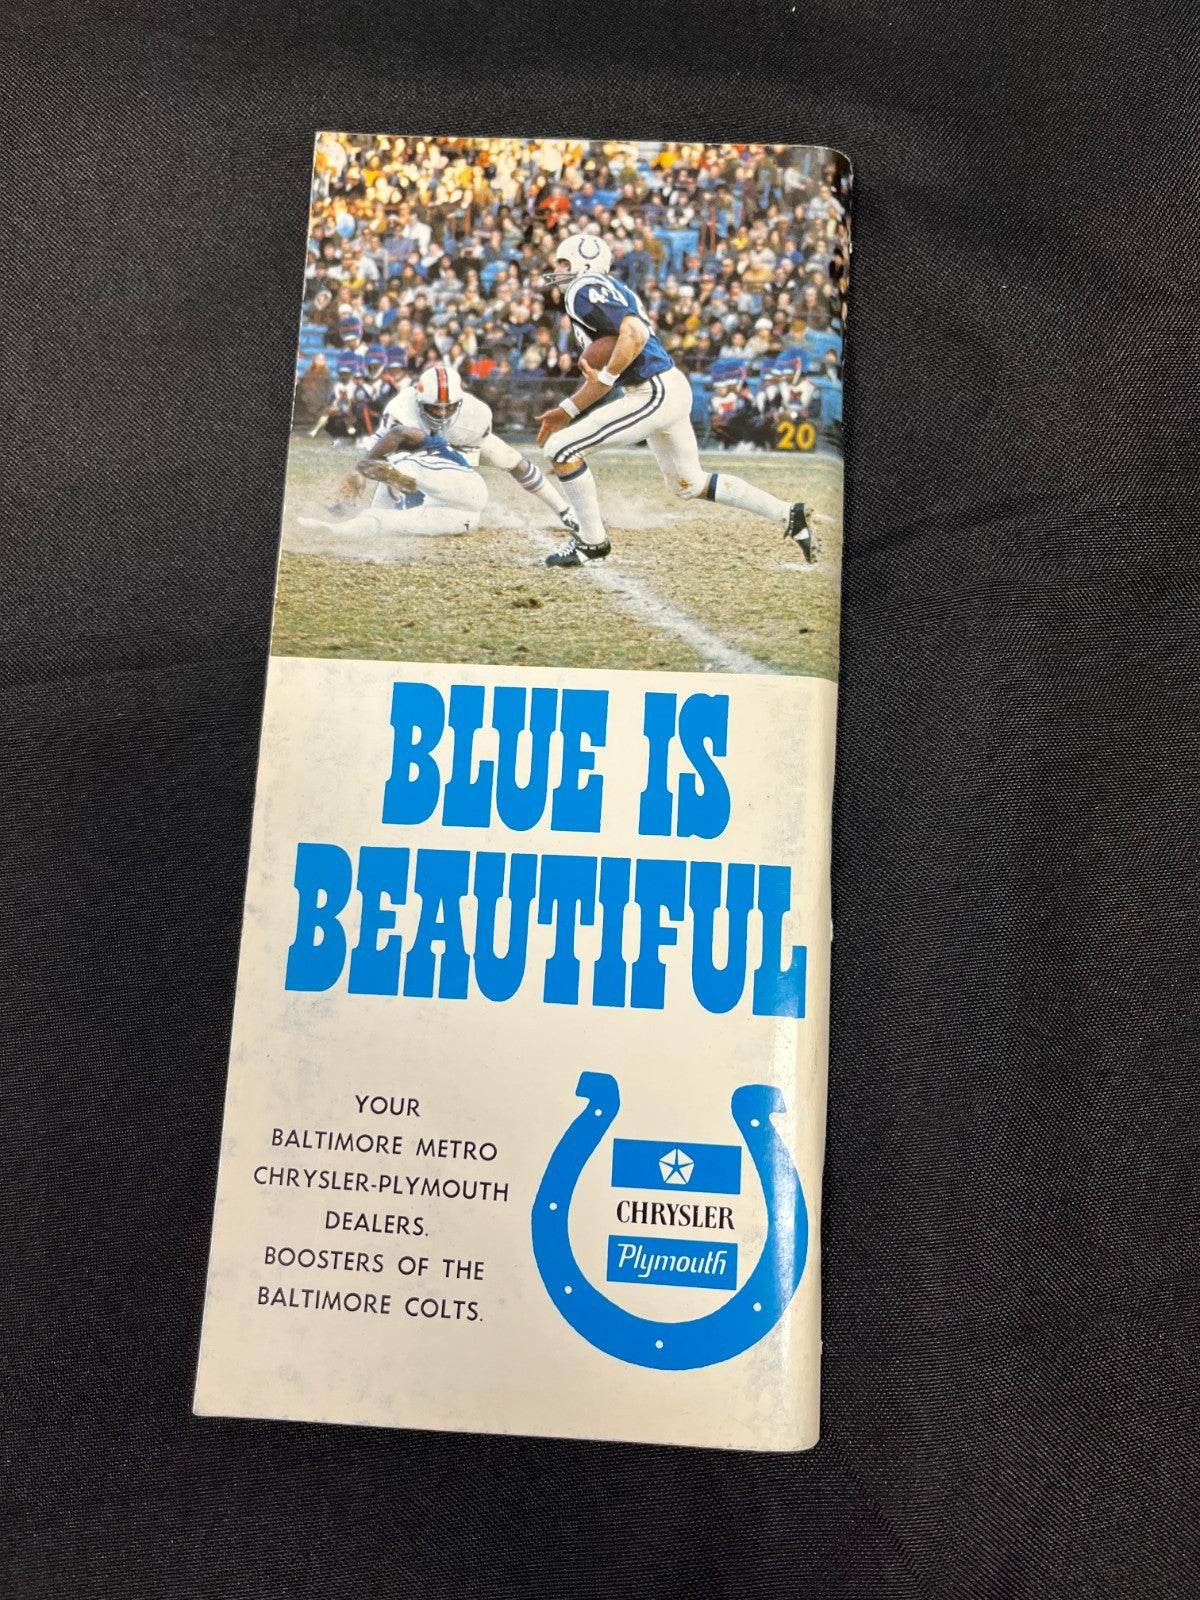 20
BLUE IS
BEAUTIFUL
YOUR
BALTIMORE METRO
CHRYSLER-PLYMOUTH
DEALERS.
BOOSTERS OF THE
BALTIMORE COLTS.
CHRYSLER
Plymouth